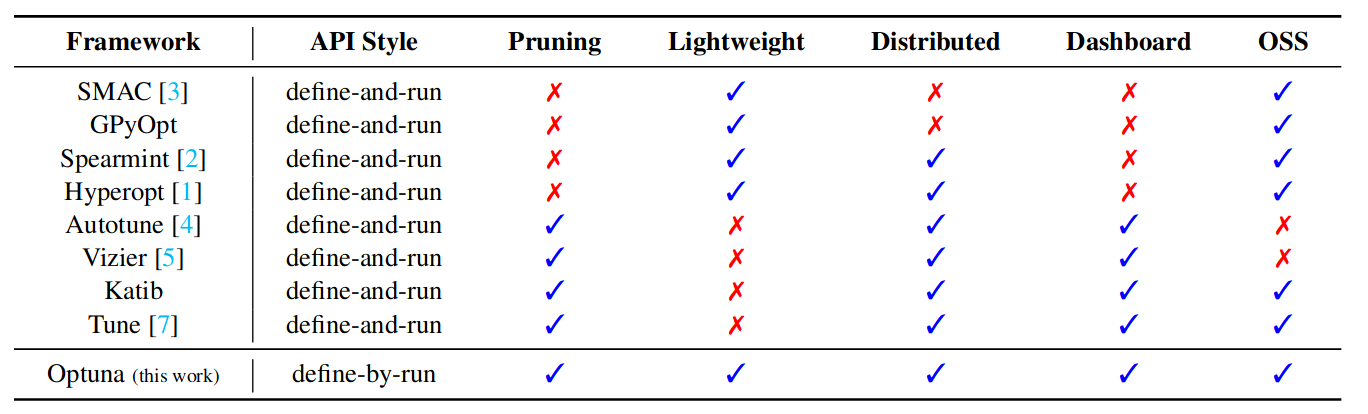 Framework API Style Pruning Lightweight Distributed Dashboard OSS
SMAC [3] define-and-run ✗ ✓ ✗ ✗ ✓
GPyOpt define-and-run ✗ ✓ ✗ ✗ ✓
Spearmint [2] define-and-run ✗ ✓ ✓ ✗ ✓
Hyperopt [1] define-and-run ✗ ✓ ✓ ✗ ✓
Autotune [4] define-and-run ✓ ✗ ✓ ✓ ✗
Vizier [5] define-and-run ✓ ✗ ✓ ✓ ✗
Katib define-and-run ✓ ✗ ✓ ✓ ✓
Tune [7] define-and-run ✓ ✗ ✓ ✓ ✓
Optuna (this work) define-by-run ✓ ✓ ✓ ✓ ✓